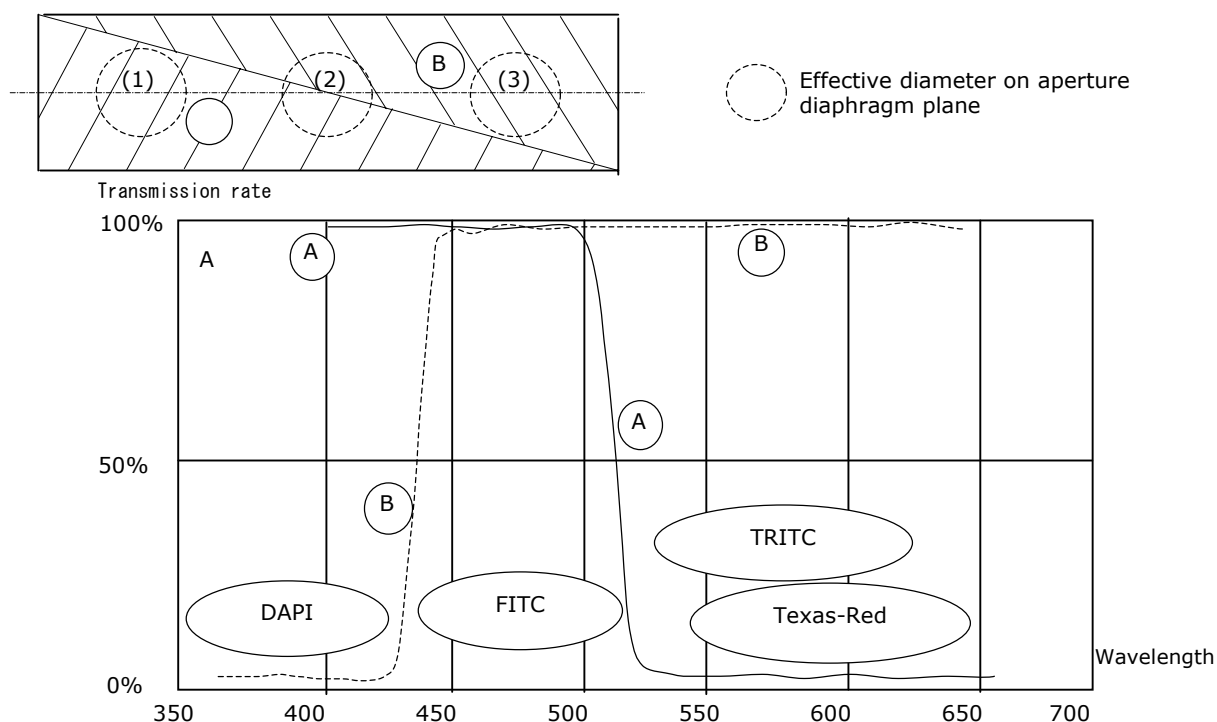 (1)
(2)
B
(3)
Effective diameter on aperture
diaphragm plane
Transmission rate
100%
A
A
B
A
50%
B
TRITC
DAPI
FITC
Texas-Red
Wavelength
0%
350 400 450 500 550 600 650 700